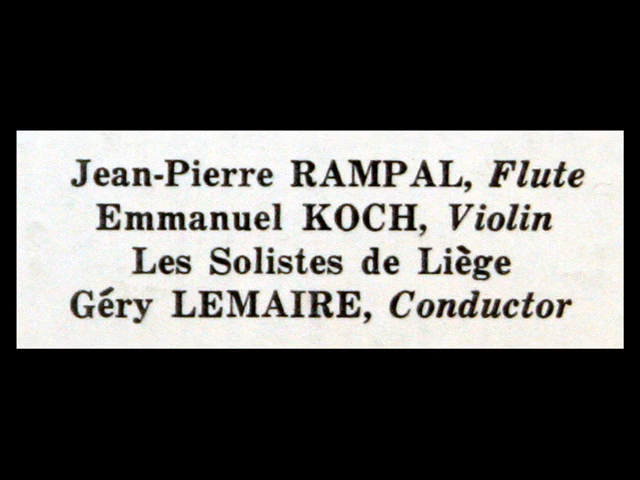 Jean-Pierre RAMPAL, Flute
Emmanuel KOCH, Violin
Les Solistes de Liège
Géry LEMAIRE, Conductor